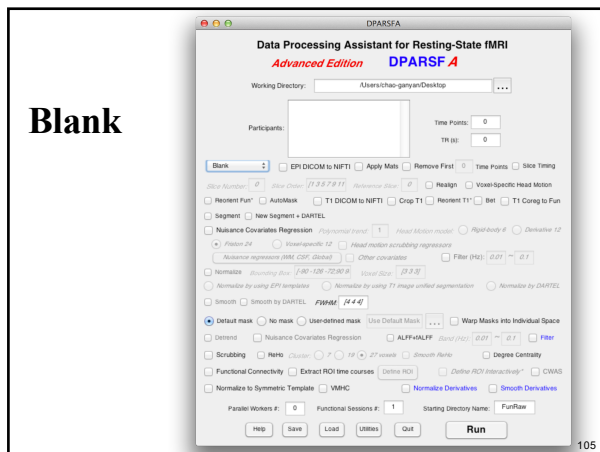 Blank
DPARSFA
Data Processing Assistant for Resting-State fMRI
Advanced Edition DPARSF A
Working Directory: /Users/chao-ganyan/Desktop ...
Participants:
Time Points: 0
TR (s): 0
Blank EPI DICOM to NIFTI Apply Mats Remove First 0 Time Points Slice Timing
Slice Number: 0 Slice Order: [1 3 5 7 9 11 Reference Slice: 0 Realign Voxel-Specific Head Motion
Reorient Fun* AutoMask T1 DICOM to NIFTI Crop T1 Reorient T1* Bet T1 Coreg to Fun
Segment New Segment + DARTEL
Nuisance Covariates Regression Polynomial trend: 1 Head Motion model: Rigid-body 6 Derivative 12
Friston 24 Voxel-specific 12 Head motion scrubbing regressors
Nuisance regressors (WM, CSF, Global) Other covariates Filter (Hz): 0.01 ~ 0.1
Normalize Bounding Box: [-90 -126 -72;90 9 Voxel Size: [3 3 3]
Normalize by using EPI templates Normalize by using T1 image unified segmentation Normalize by DARTEL
Smooth Smooth by DARTEL FWHM: [4 4 4]
Default mask No mask User-defined mask Use Default Mask ... Warp Masks into Individual Space
Detrend Nuisance Covariates Regression ALFF+fALFF Band (Hz): 0.01 ~ 0.1 Filter
Scrubbing ReHo Cluster: 7 19 27 voxels Smooth ReHo Degree Centrality
Functional Connectivity Extract ROI time courses Define ROI Define ROI Interactively* CWAS
Normalize to Symmetric Template VMHC Normalize Derivatives Smooth Derivatives
Parallel Workers #: 0 Functional Sessions #: 1 Starting Directory Name: FunRaw
Help Save Load Utilities Quit Run
105